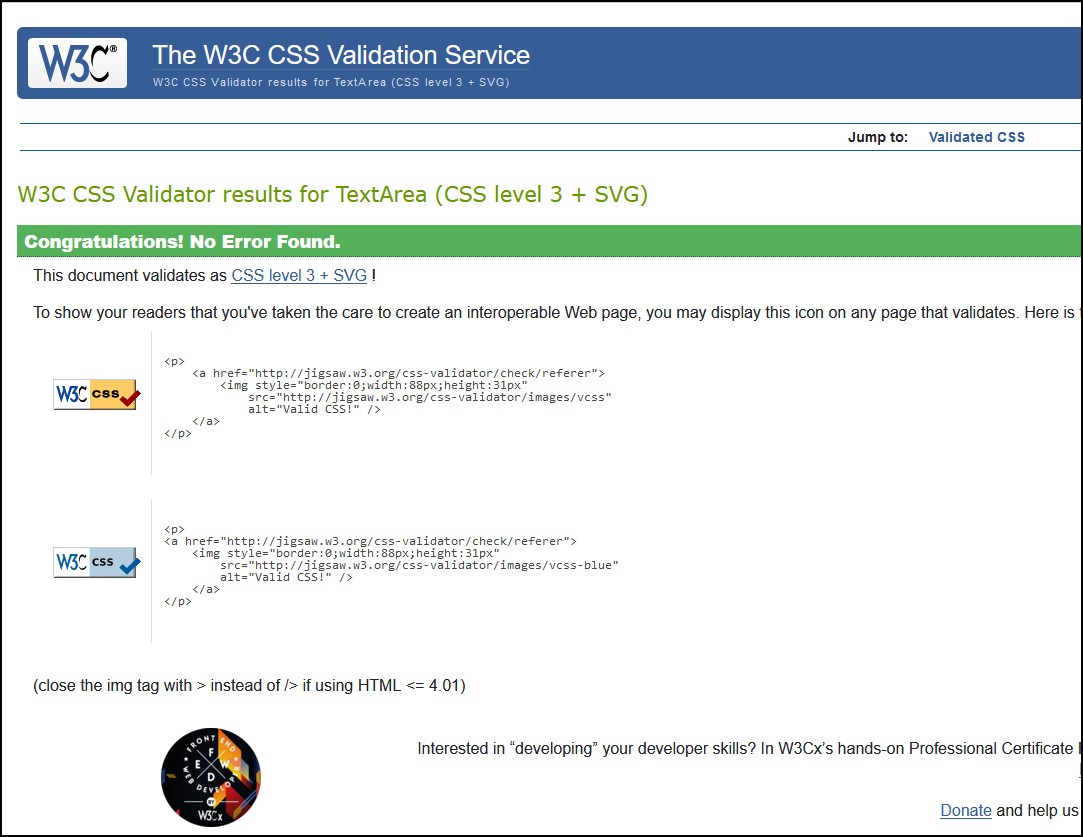 W3C®
The W3C CSS Validation Service
W3C CSS Validator results for TextArea (CSS level 3 + SVG)
Jump to: Validated CSS
W3C CSS Validator results for TextArea (CSS level 3 + SVG)
Congratulations! No Error Found.
This document validates as CSS level 3 + SVG !
To show your readers that you've taken the care to create an interoperable Web page, you may display this icon on any page that validates. Here is
W3C css
<p>
<a href="http://jigsaw.w3.org/css-validator/check/referer">
<img style="border:0;width:88px;height:31px"
src="http://jigsaw.w3.org/css-validator/images/vcss"
alt="Valid CSS!" />
</a>
</p>
W3C css
<p>
<a href="http://jigsaw.w3.org/css-validator/check/referer">
<img style="border:0;width:88px;height:31px"
src="http://jigsaw.w3.org/css-validator/images/vcss-blue"
alt="Valid CSS!" />
</a>
</p>
(close the img tag with > instead of /> if using HTML <= 4.01)
FRONT END
F
E W
D
WEB DEVELOPER
W3Cx
Interested in “developing” your developer skills? In W3Cx’s hands-on Professional Certificate
Donate and help us